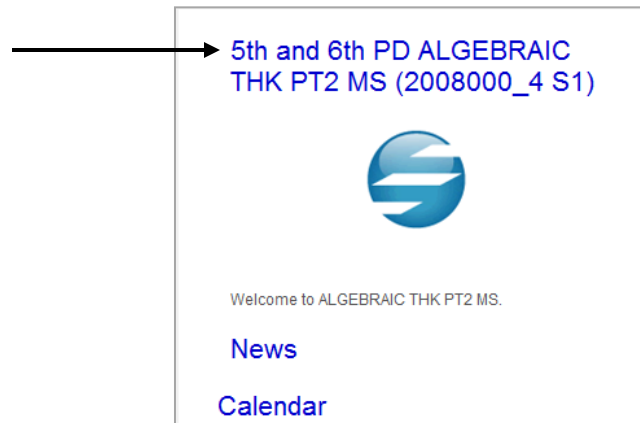 5th and 6th PD ALGEBRAIC
THK PT2 MS (2008000_4 S1)
Welcome to ALGEBRAIC THK PT2 MS.
News
Calendar